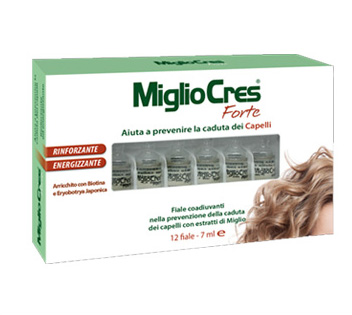 MiglioCres®
Forte
Aiuta a prevenire la caduta dei Capelli
RINFORZANTE
ENERGIZZANTE
Arricchito con Biotina
e Eryobotrya Japonica
Fiale coadiuvanti
nella prevenzione della caduta
dei capelli con estratti di Miglio
12 fiale - 7 ml ℮
MiglioCres